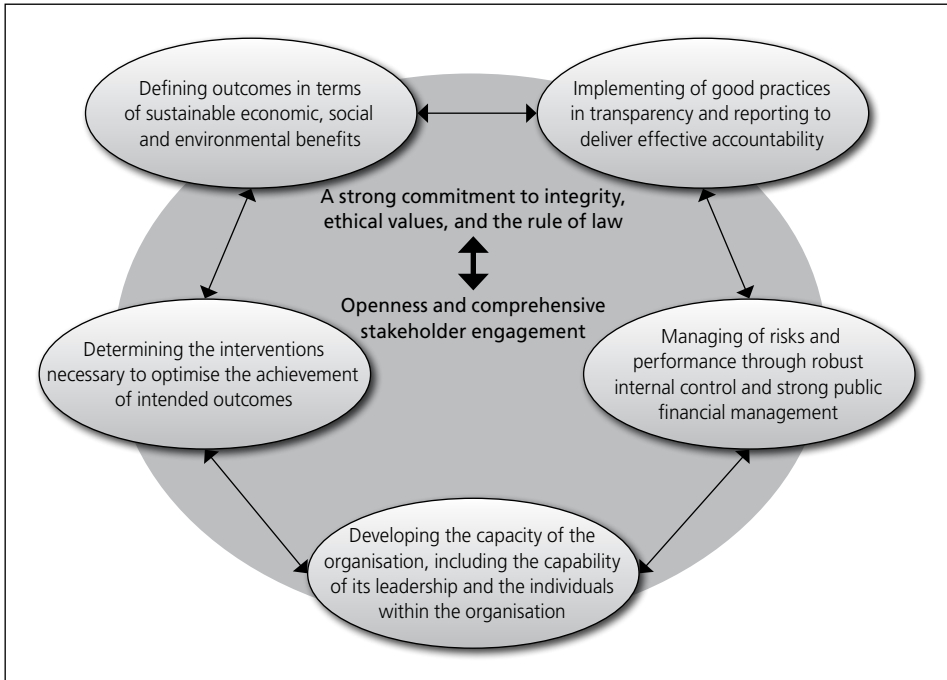 Defining outcomes in terms
of sustainable economic, social
and environmental benefits
Implementing of good practices
in transparency and reporting to
deliver effective accountability
A strong commitment to integrity,
ethical values, and the rule of law
Openness and comprehensive
stakeholder engagement
Determining the interventions
necessary to optimise the achievement
of intended outcomes
Managing of risks and
performance through robust
internal control and strong public
financial management
Developing the capacity of the
organisation, including the capability
of its leadership and the individuals
within the organisation